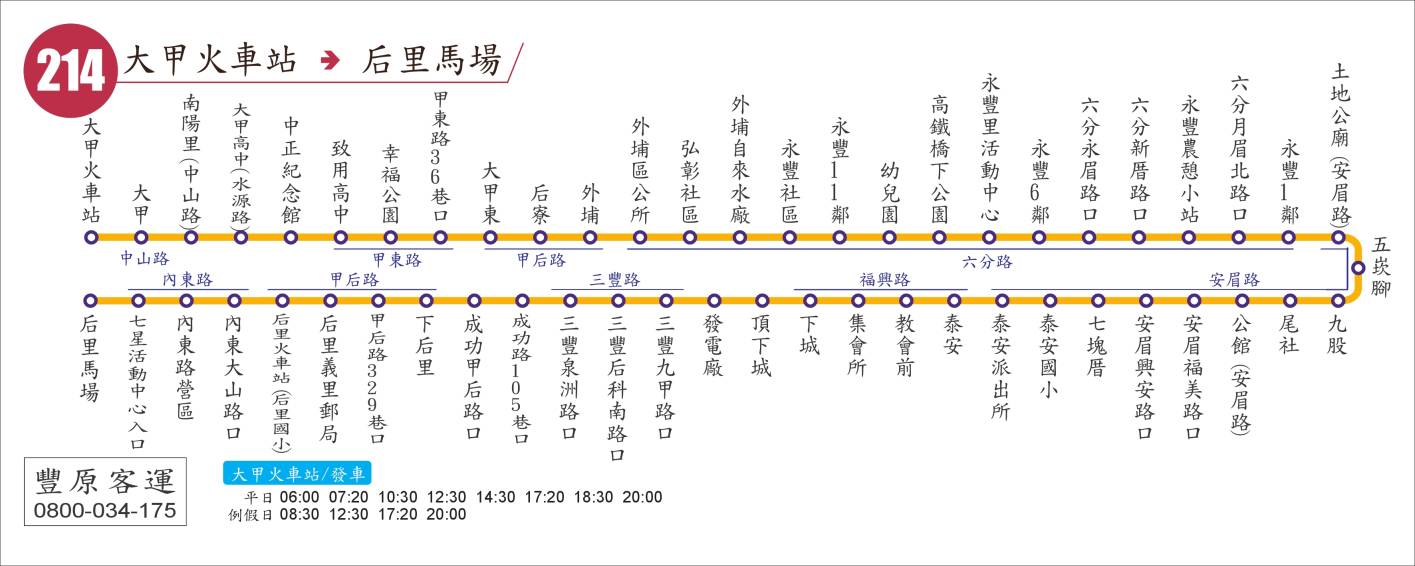 214 大甲火車站 → 后里馬場
大甲火車站
大甲
南陽里(中山路)
大甲高中(水源路)
中正紀念館
致用高中
幸福公園
甲東路36巷口
大甲東
后寮
外埔
外埔區公所
弘彰社區
外埔自來水廠
永豐社區
永豐11鄰
幼兒園
高鐵橋下公園
永豐里活動中心
永豐6鄰
六分永眉路口
六分新厝路口
永豐農憩小站
六分月眉北路口
永豐1鄰
土地公廟(安眉路)
五崁腳
中山路
甲東路
甲后路
六分路
內東路
甲后路
三豐路
福興路
安眉路
后里馬場
七星活動中心入口
內東路營區
內東大山路口
后里火車站(后里國小)
后里義里郵局
甲后路329巷口
下后里
成功甲后路口
成功路105巷口
三豐泉洲路口
三豐后科南路口
三豐九甲路口
發電廠
頂下城
下城
集會所
教會前
泰安
泰安派出所
泰安國小
七塊厝
安眉興安路口
安眉福美路口
公館(安眉路)
尾社
九股
豐原客運
0800-034-175
大甲火車站/發車
平日 06:00 07:20 10:30 12:30 14:30 17:20 18:30 20:00
例假日 08:30 12:30 17:20 20:00